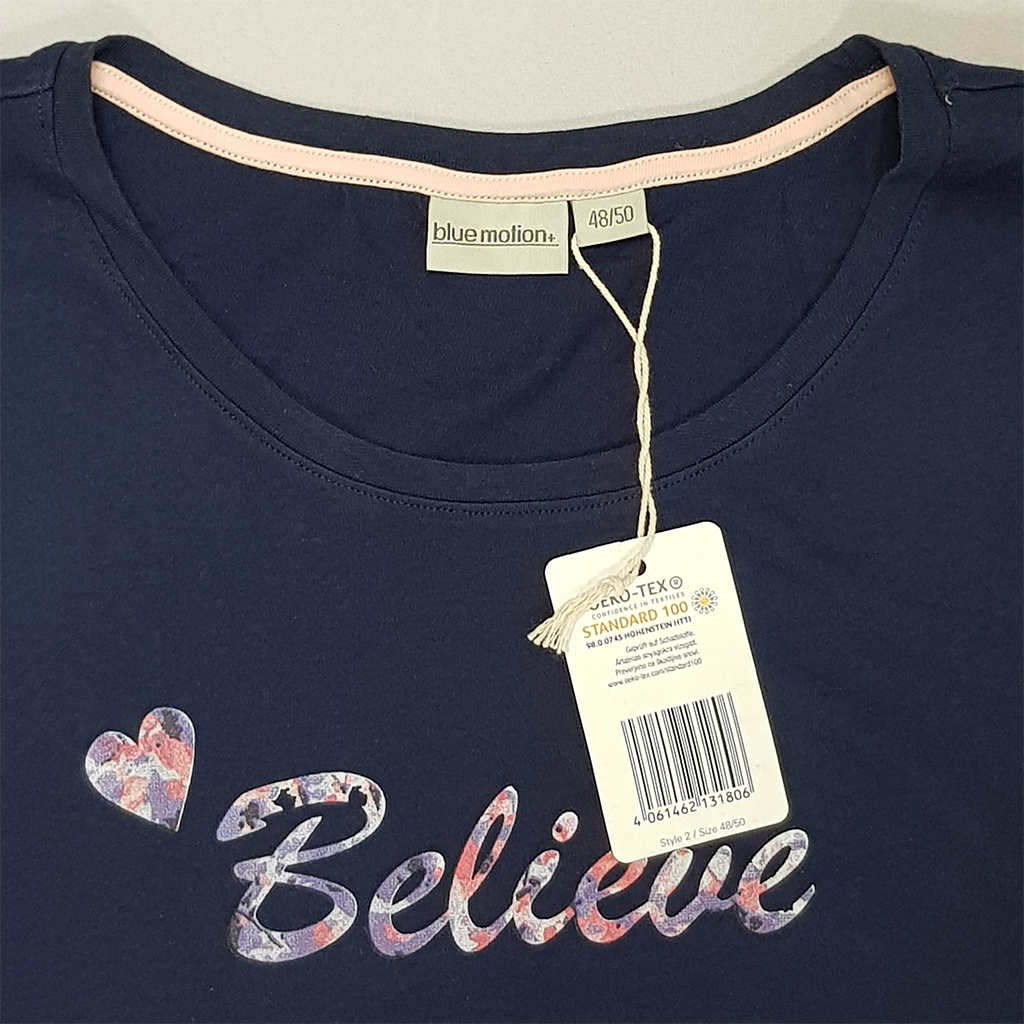 blue motion+
48/50
OEKO-TEX®
CONFIDENCE IN TEXTILES
STANDARD 100
98.0.0745 HOHENSTEIN HTTI
Geprüft auf Schadstoffe.
www.oeko-tex.com/standard100
4 061462 131806
Style 2 / Size 48/50
Believe